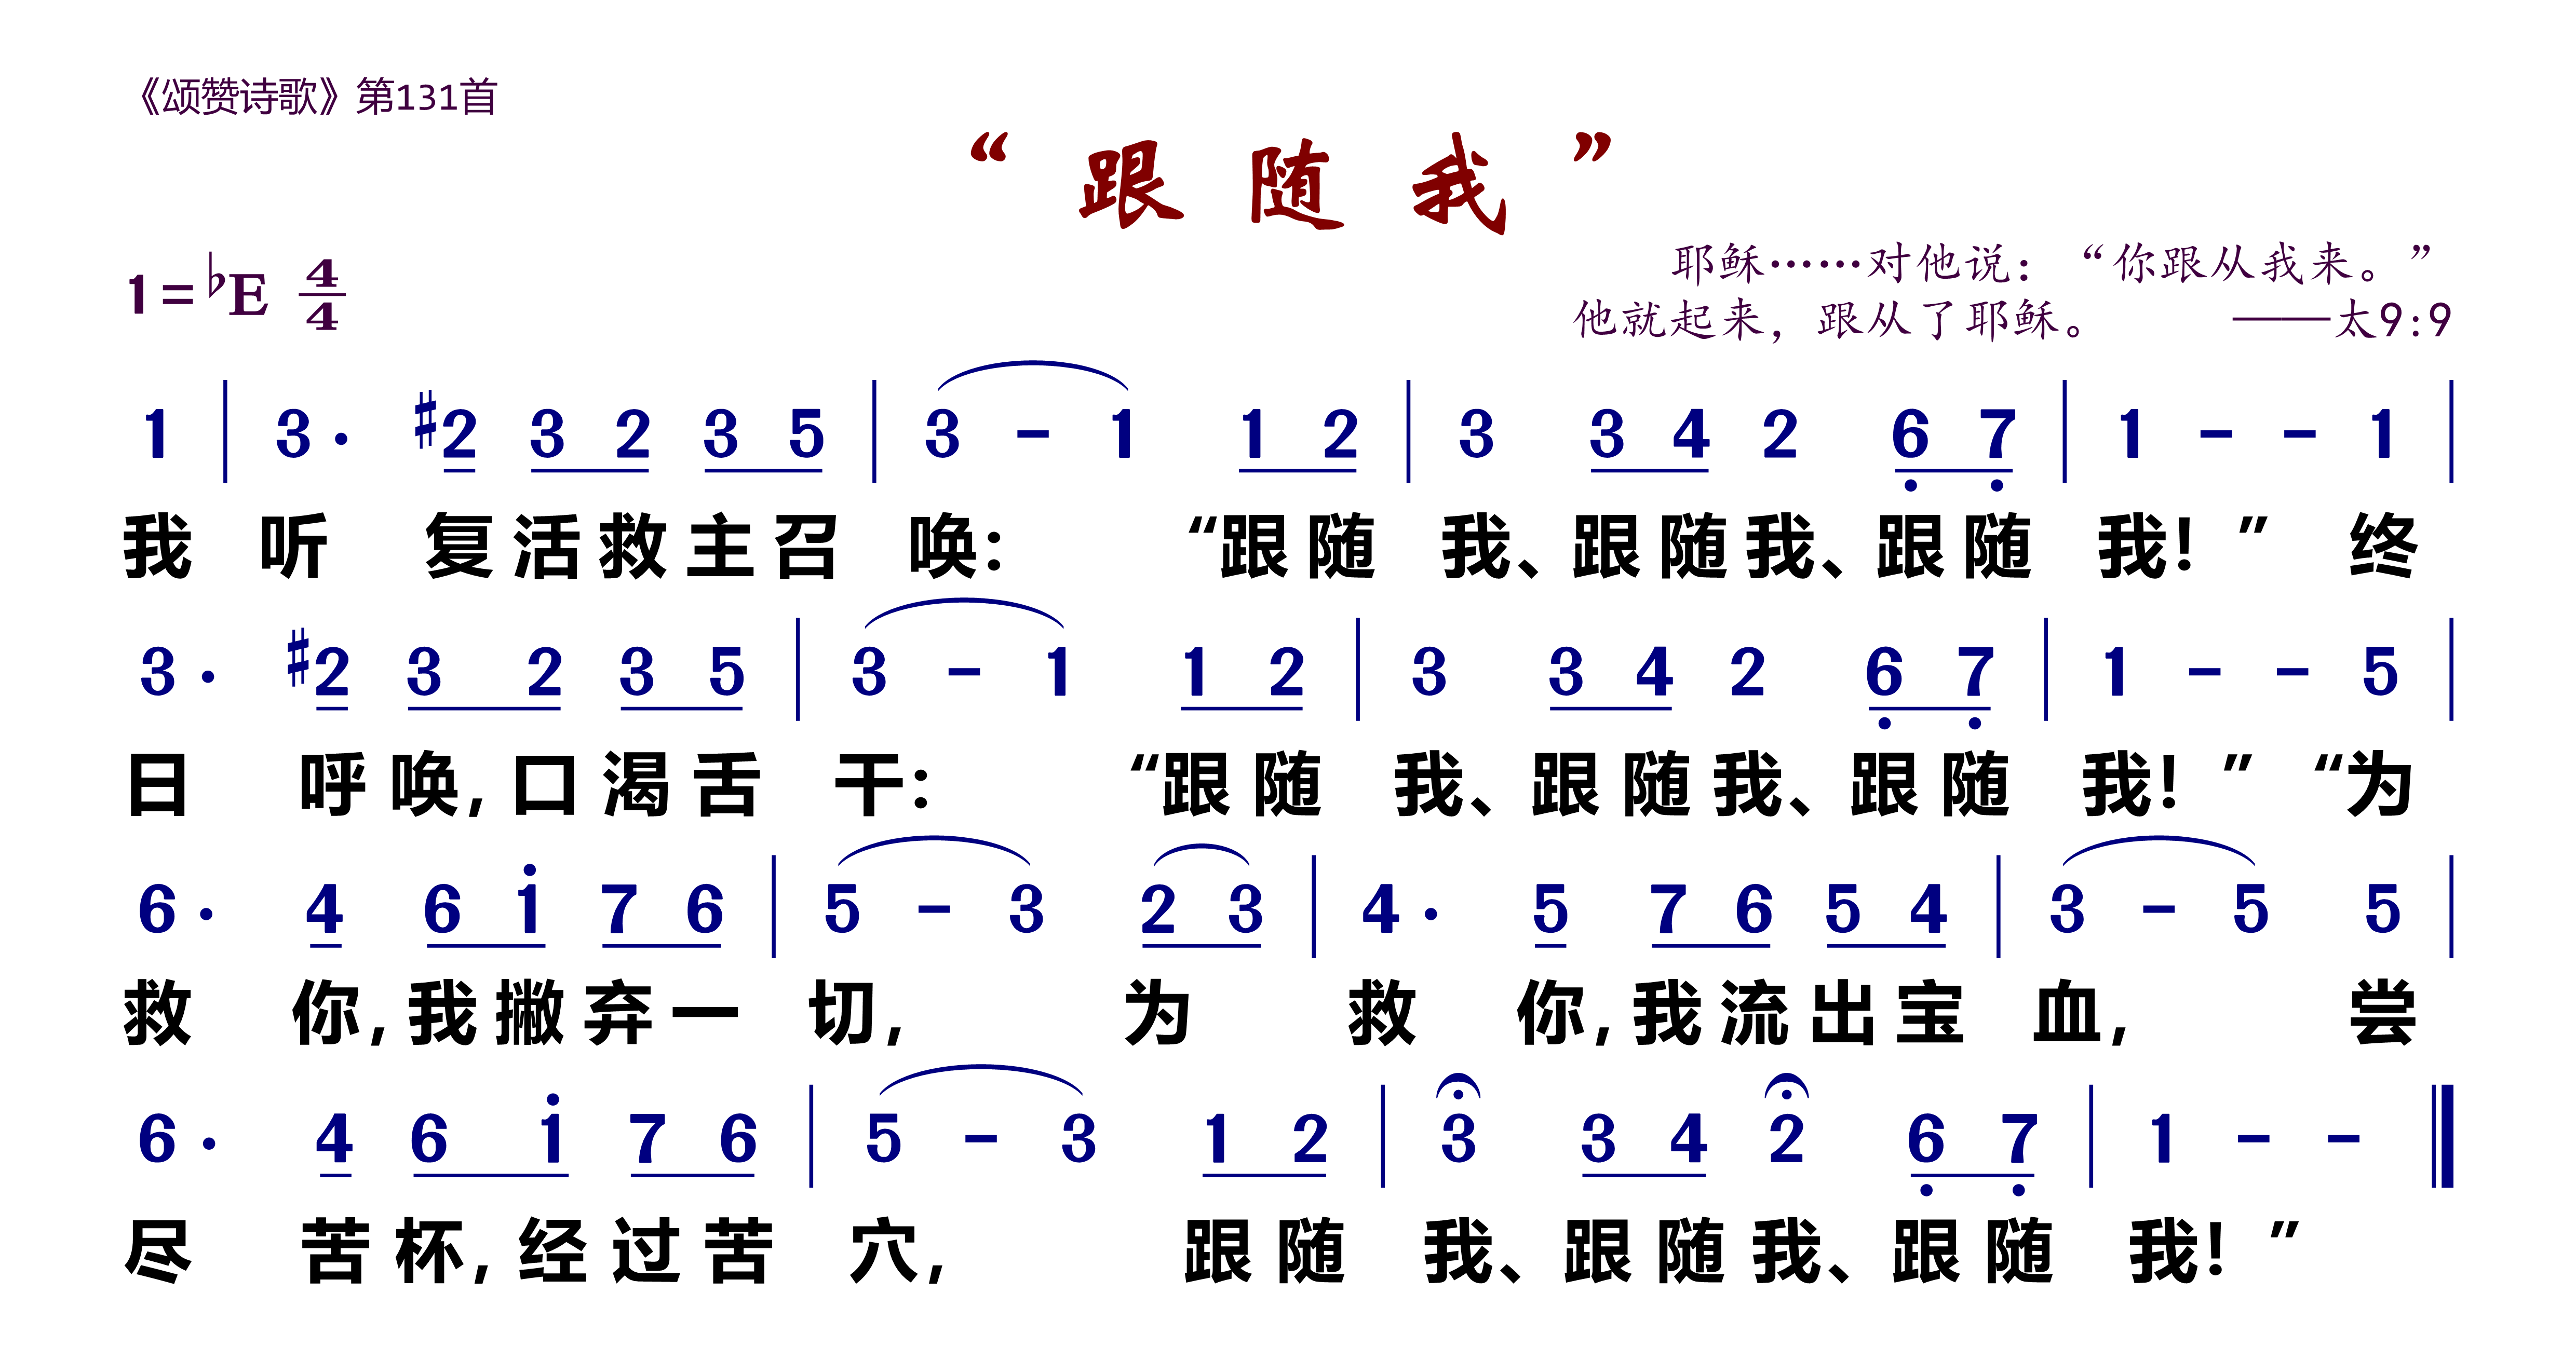 《颂赞诗歌》第131首
“ 跟 随 我 ”
耶稣……对他说：“你跟从我来。”
1=♭E 4/4
他就起来，跟从了耶稣。 ——太9:9
1 | 3· #2 3 2 3 5 | 3 - 1 1 2 | 3 3 4 2 6̣ 7̣ | 1 - - 1 |
我 听 复 活 救 主 召 唤： “跟 随 我、跟 随 我、跟 随 我！” 终
3· #2 3 2 3 5 | 3 - 1 1 2 | 3 3 4 2 6̣ 7̣ | 1 - - 5 |
日 呼 唤，口 渴 舌 干： “跟 随 我、跟 随 我、跟 随 我！” “为
6· 4 6 1̇ 7 6 | 5 - 3 2 3 | 4· 5 7 6 5 4 | 3 - 5 5 |
救 你，我 撇 弃 一 切， 为 救 你，我 流 出 宝 血， 尝
6· 4 6 1̇ 7 6 | 5 - 3 1 2 | 3 3 4 2 6̣ 7̣ | 1 - - ‖
尽 苦 杯，经 过 苦 穴， 跟 随 我、跟 随 我、跟 随 我！”